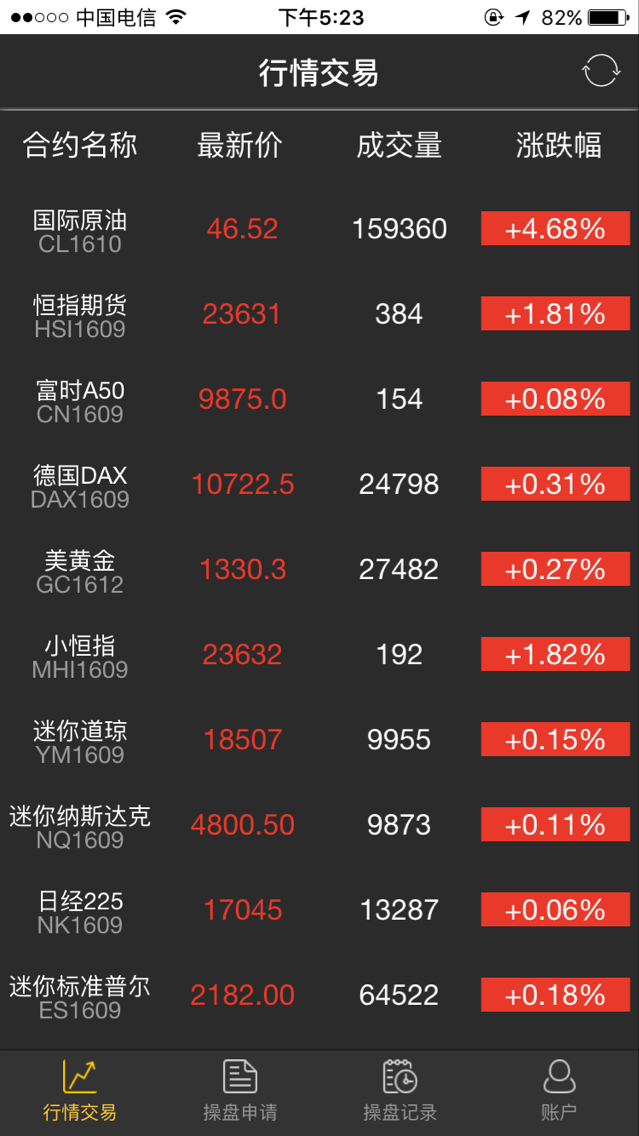 中国电信 下午5:23 82%
行情交易
合约名称 最新价 成交量 涨跌幅
国际原油 46.52 159360 +4.68%
CL1610
恒指期货 23631 384 +1.81%
HSI1609
富时A50 9875.0 154 +0.08%
CN1609
德国DAX 10722.5 24798 +0.31%
DAX1609
美黄金 1330.3 27482 +0.27%
GC1612
小恒指 23632 192 +1.82%
MHI1609
迷你道琼 18507 9955 +0.15%
YM1609
迷你纳斯达克 4800.50 9873 +0.11%
NQ1609
日经225 17045 13287 +0.06%
NK1609
迷你标准普尔 2182.00 64522 +0.18%
ES1609
行情交易 操盘申请 操盘记录 账户